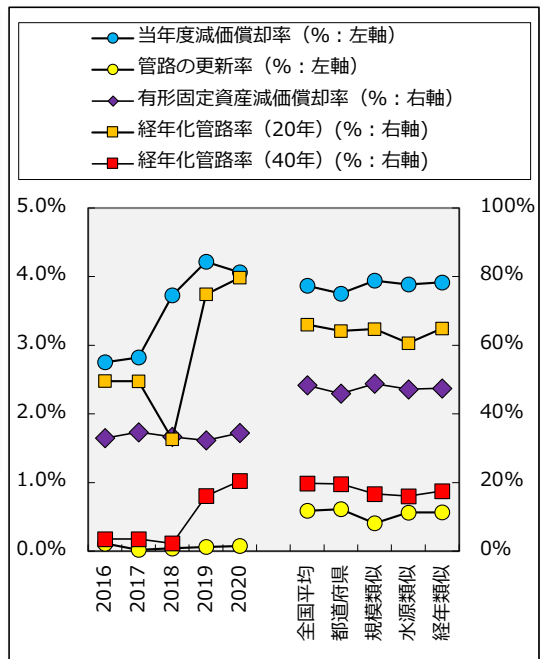 当年度減価償却率（%：左軸）
管路の更新率（%：左軸）
有形固定資産減価償却率（%：右軸）
経年化管路率（20年）(%：右軸)
経年化管路率（40年）(%：右軸)
5.0% 100%
4.0% 80%
3.0% 60%
2.0% 40%
1.0% 20%
0.0% 0%
2016
2017
2018
2019
2020
全国平均
都道府県
規模類似
水源類似
経年類似